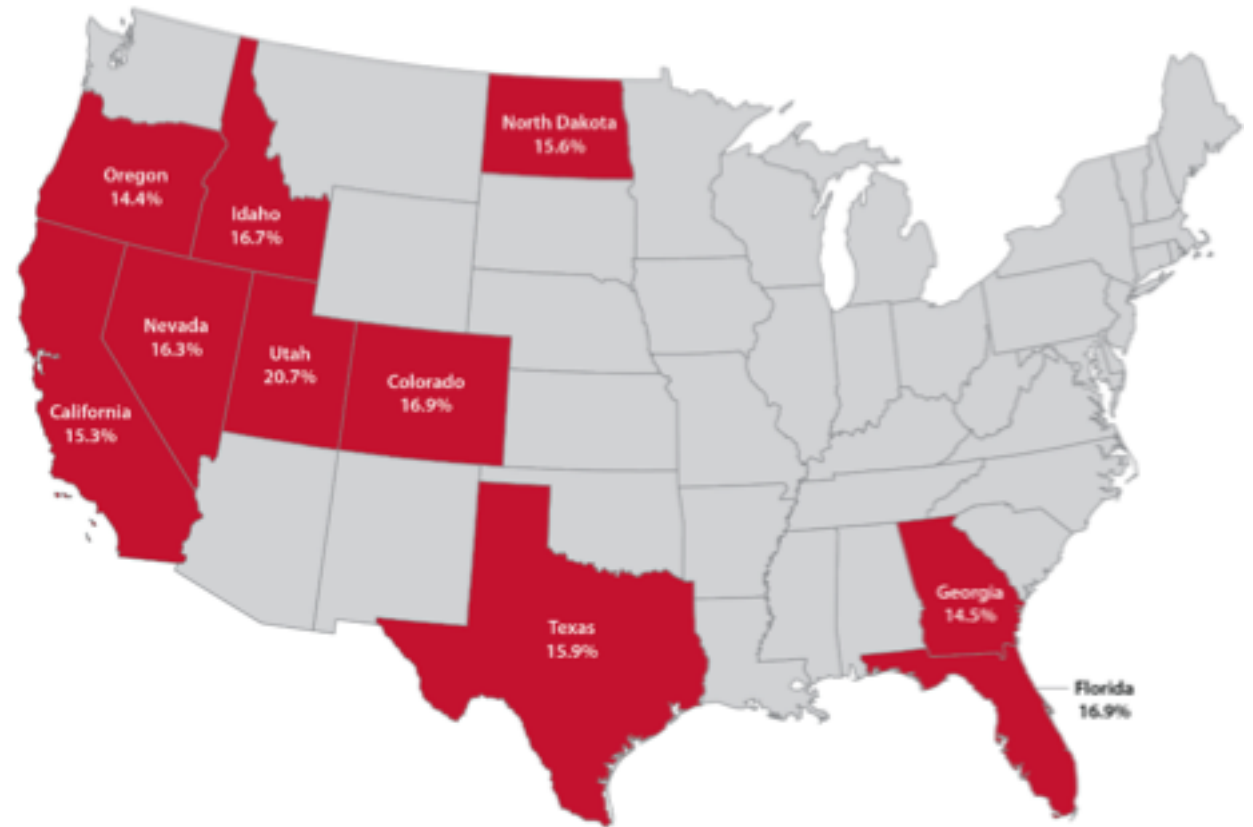 North Dakota
15.6%
Oregon
14.4%
Idaho
16.7%
Nevada
16.3%
Utah
20.7%
Colorado
16.9%
California
15.3%
Texas
15.9%
Georgia
14.5%
Florida
16.9%